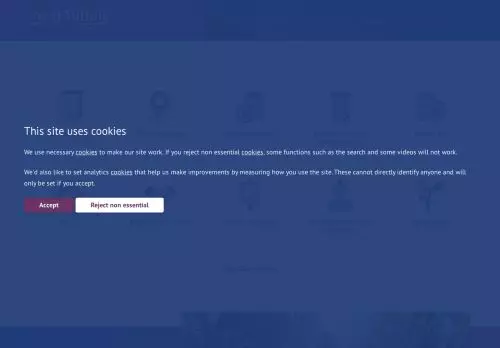 This site uses cookies
We use necessary cookies to make our site work. If you reject non essential cookies, some functions such as the search and some videos will not work.
We'd also like to set analytics cookies that help us make improvements by measuring how you use the site. These cannot directly identify anyone and will
only be set if you accept.
Accept
Reject non essential